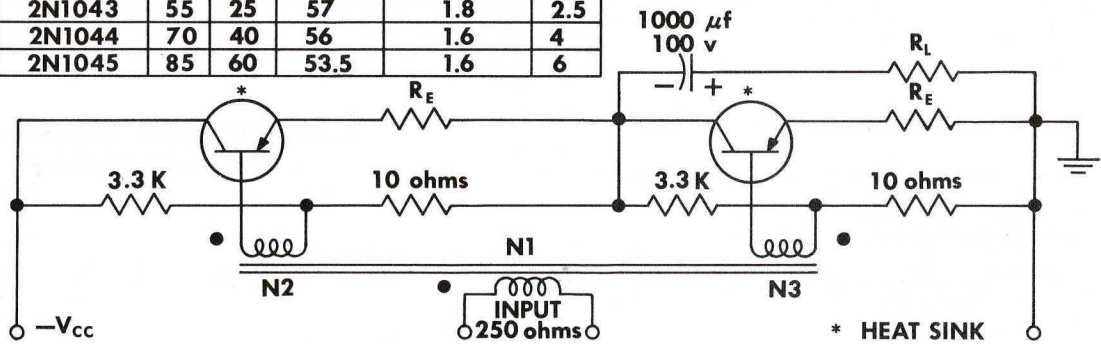 2N1043 55 25 57 1.8 2.5
2N1044 70 40 56 1.6 4
2N1045 85 60 53.5 1.6 6
1000 μf
100 v
− +
R_L
* R_E * R_E
3.3 K 10 ohms 3.3 K 10 ohms
N1
N2 N3
INPUT
250 ohms
−V_CC
* HEAT SINK